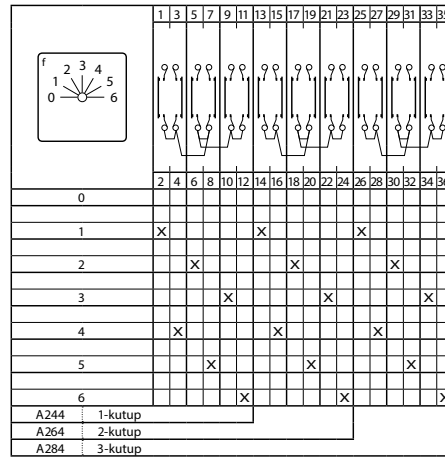 1 3 5 7 9 11 13 15 17 19 21 23 25 27 29 31 33 35
f
0 1 2 3 4 5 6
2 4 6 8 10 12 14 16 18 20 22 24 26 28 30 32 34 36
0
1 X X X
2 X X X
3 X X X
4 X X X
5 X X X
6 X X X
A244 1-kutup
A264 2-kutup
A284 3-kutup